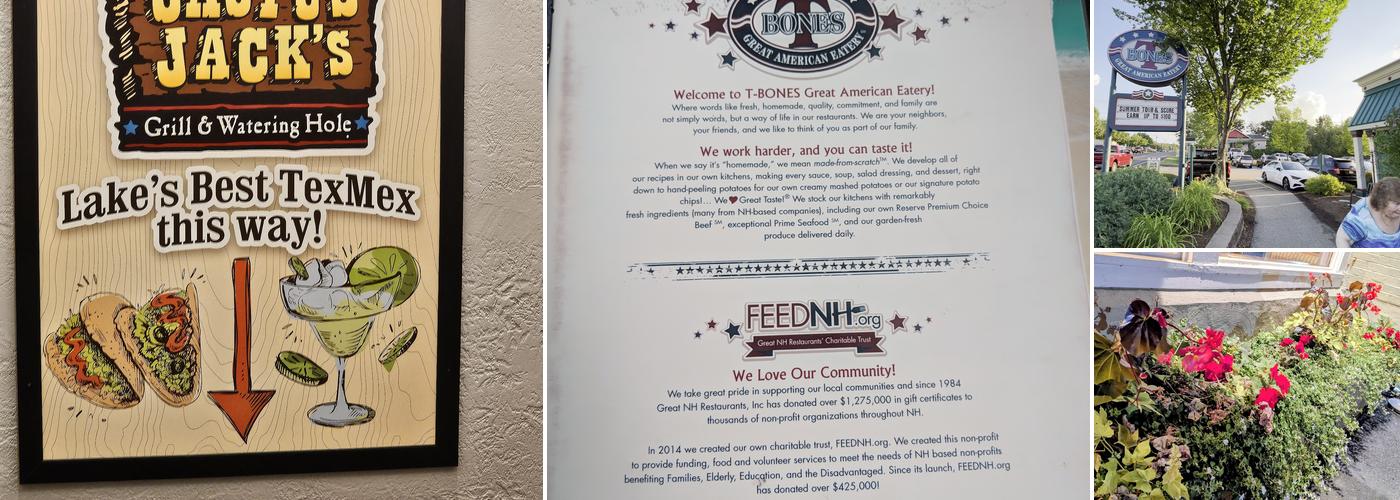 JACK'S
Grill & Watering Hole
Lake's Best TexMex
this way!
BONES
GREAT AMERICAN EATERY
Welcome to T-BONES Great American Eatery!
Where words like fresh, homemade, quality, commitment, and family are
not simply words, but a way of life in our restaurants. We are your neighbors,
your friends, and we like to think of you as part of our family.
We work harder, and you can taste it!
When we say it's "homemade," we mean made-from-scratch℠. We develop all of
our recipes in our own kitchens, making every sauce, soup, salad dressing, and dessert, right
down to hand-peeling potatoes for our own creamy mashed potatoes or our signature potato
chips!... We ♥ Great Taste!® We stock our kitchens with remarkably
fresh ingredients (many from NH-based companies), including our own Reserve Premium Choice
Beef ℠, exceptional Prime Seafood ℠, and our garden-fresh
produce delivered daily.
FEEDNH.org
Great NH Restaurants' Charitable Trust
We Love Our Community!
We take great pride in supporting our local communities and since 1984
Great NH Restaurants, Inc has donated over $1,275,000 in gift certificates to
thousands of non-profit organizations throughout NH.
In 2014 we created our own charitable trust, FEEDNH.org. We created this non-profit
to provide funding, food and volunteer services to meet the needs of NH based non-profits
benefiting Families, Elderly, Education, and the Disadvantaged. Since its launch, FEEDNH.org
has donated over $425,000!
BONES
GREAT AMERICAN EATERY
SUMMER TOUR & SCORE
EARN UP TO $100